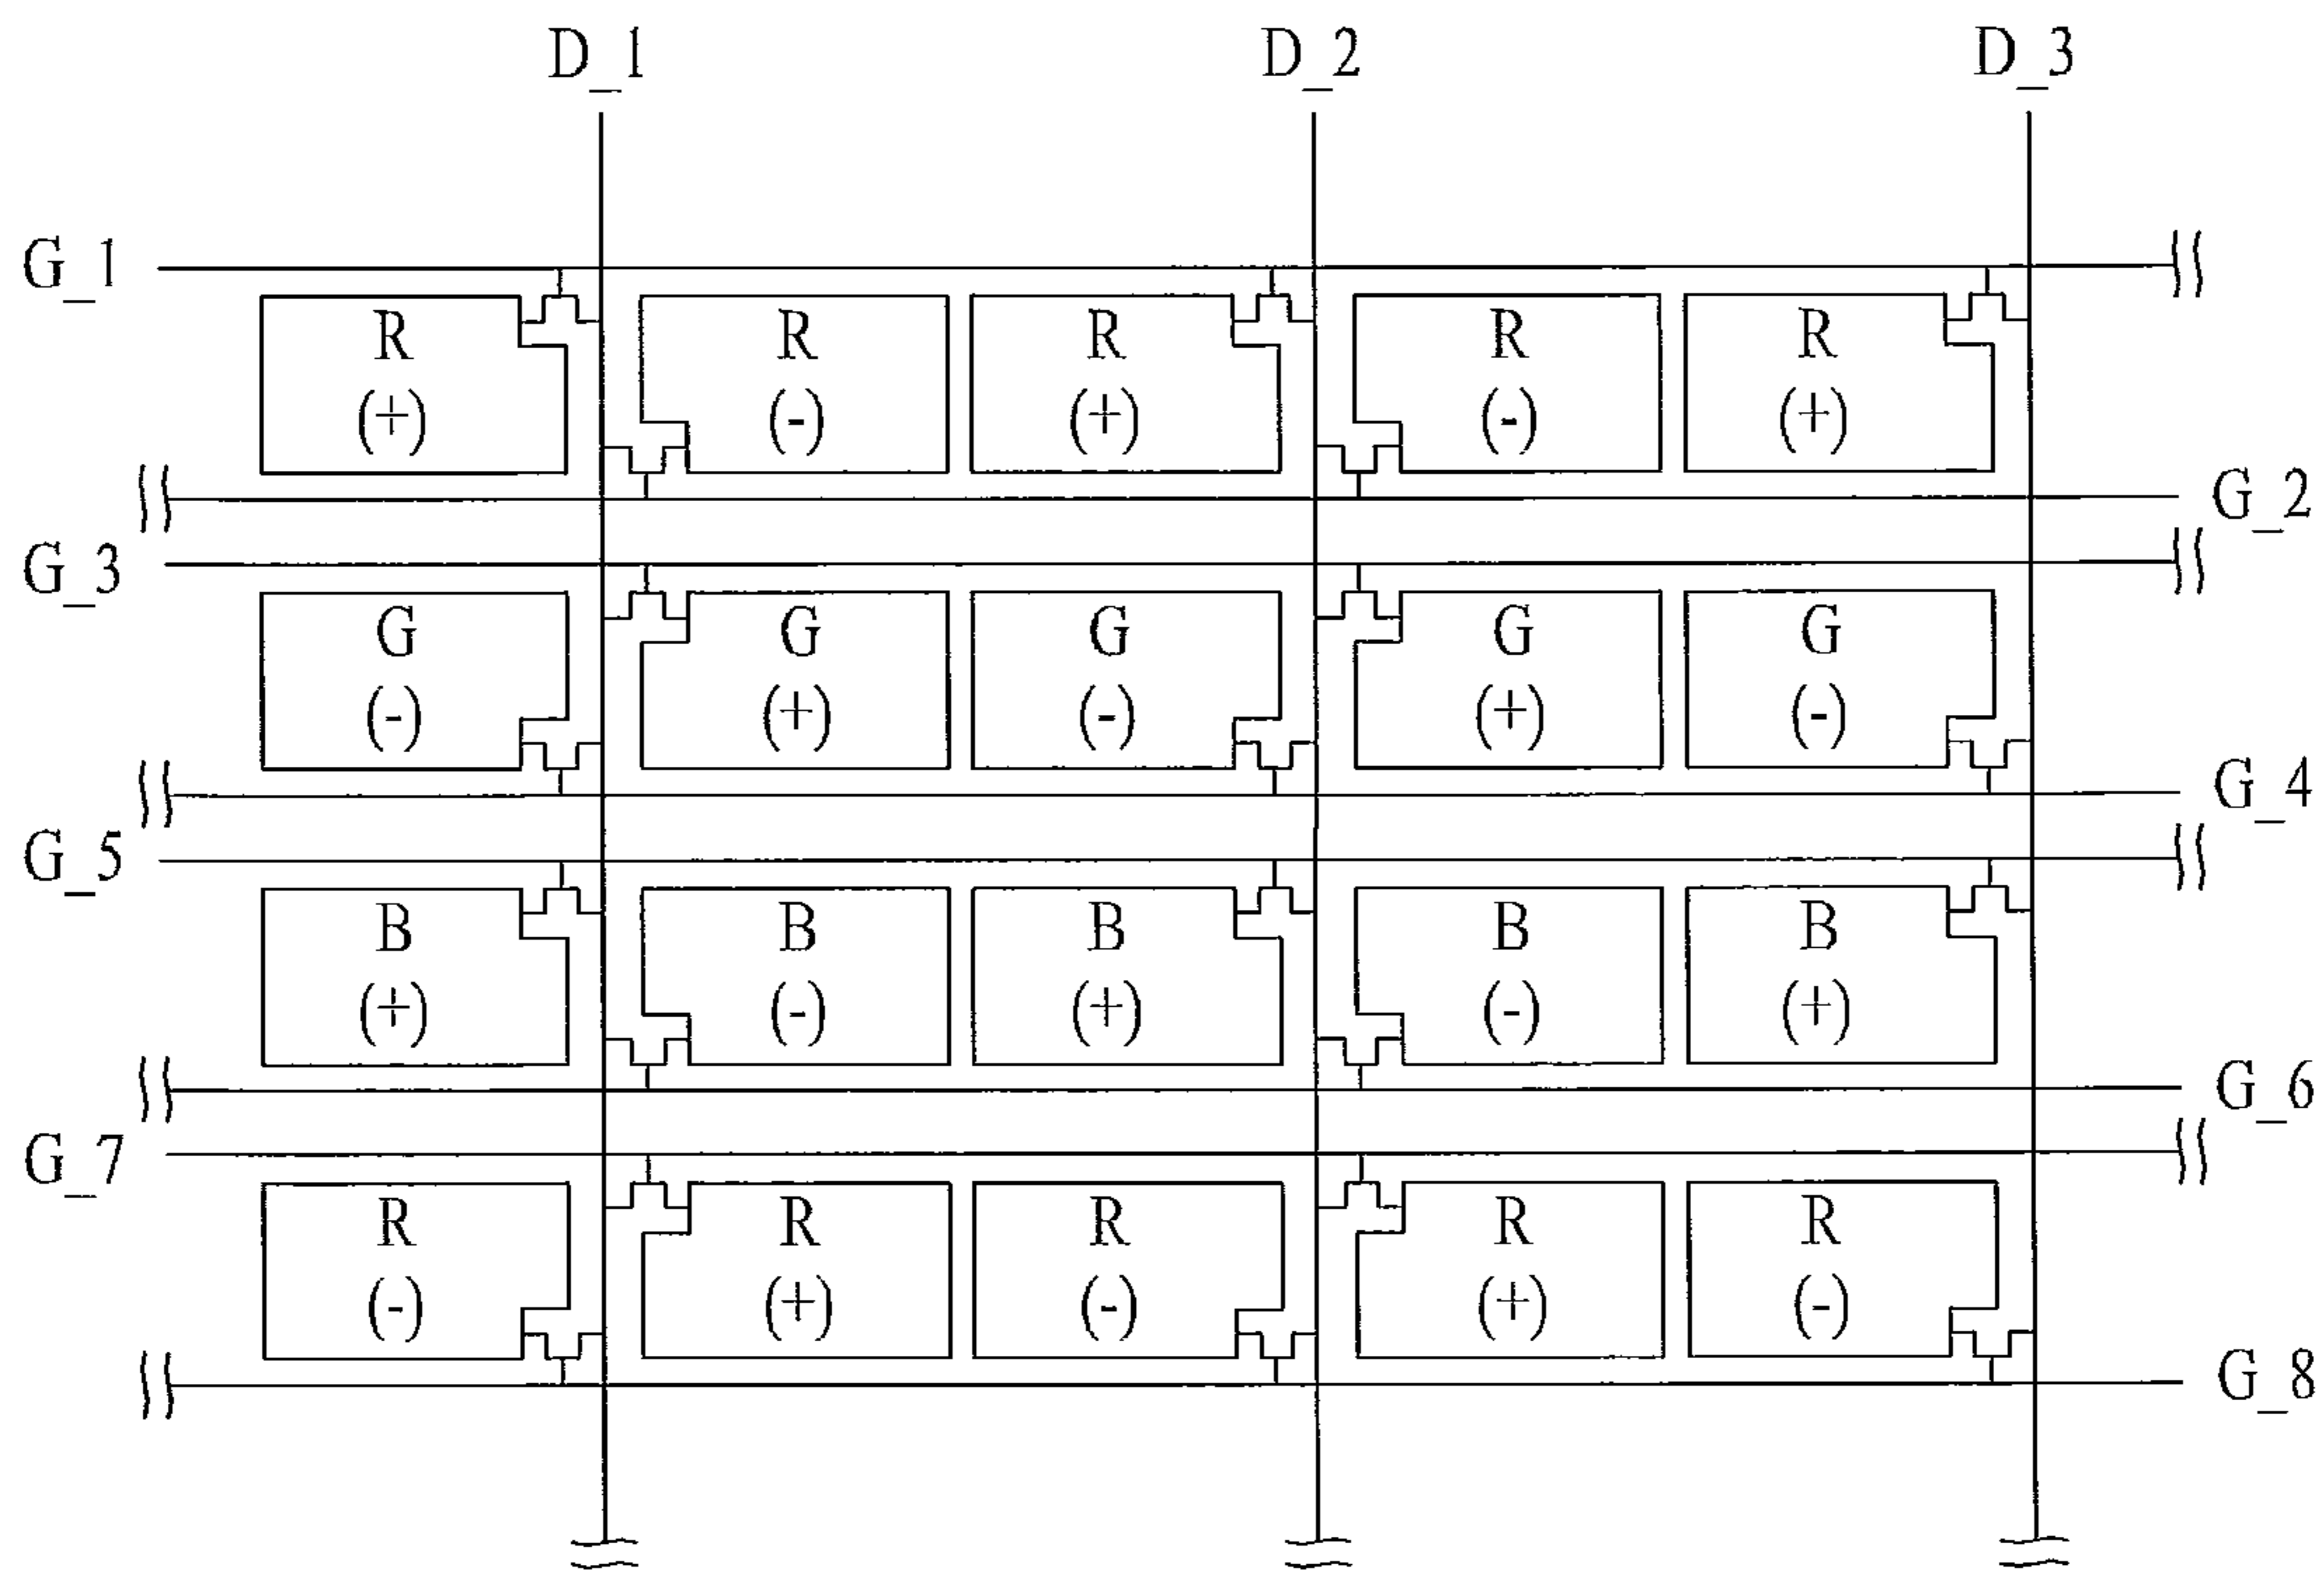 D_1 D_2 D_3
G_1
R R R R R
(+) (-) (+) (-) (+)
G_2
G_3
G G G G G
(-) (+) (-) (+) (-)
G_4
G_5
B B B B B
(+) (-) (+) (-) (+)
G_6
G_7
R R R R R
(-) (+) (-) (+) (-)
G_8